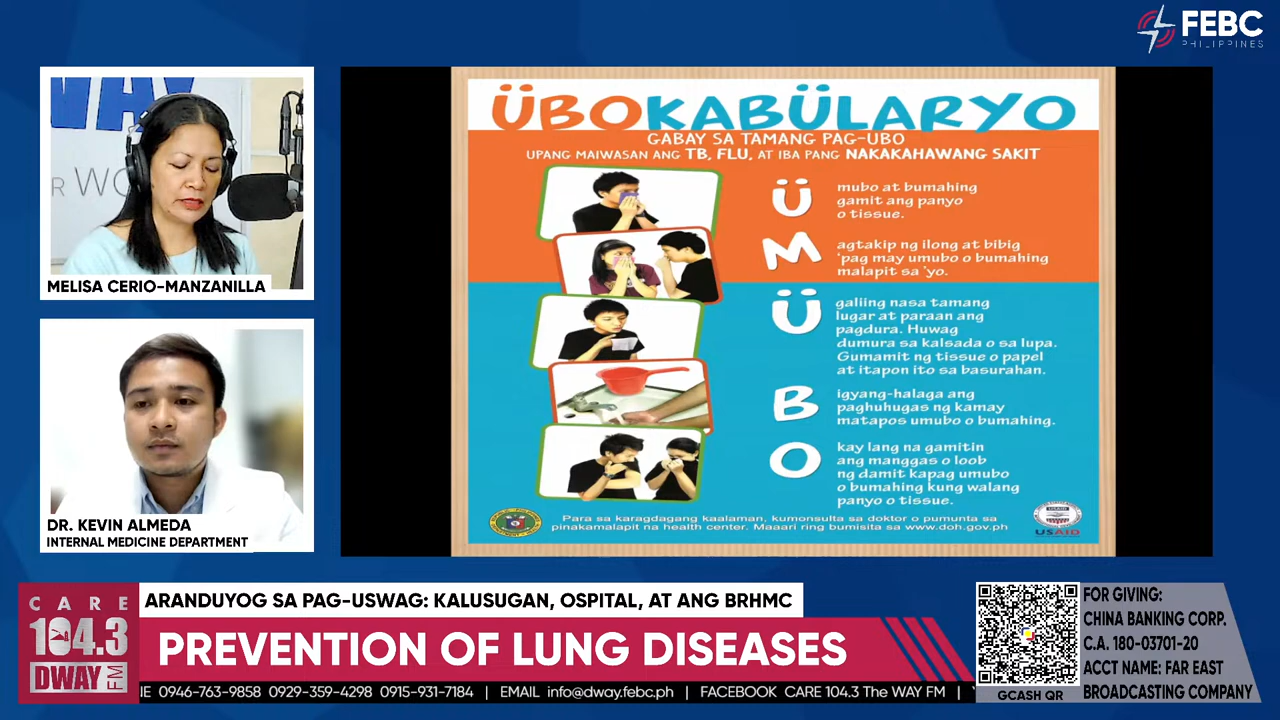 FEBC
PHILIPPINES
WAY
WO
MELISA CERIO-MANZANILLA
DR. KEVIN ALMEDA
INTERNAL MEDICINE DEPARTMENT
ÜBOKABÜLARYO
GABAY SA TAMANG PAG-UBO
UPANG MAIWASAN ANG TB, FLU, AT IBA PANG NAKAKAHAWANG SAKIT
Ü mubo at bumahing
gamit ang panyo
o tissue.
M agtakip ng ilong at bibig
'pag may umubo o bumahing
malapit sa 'yo.
Ü galiing nasa tamang
lugar at paraan ang
pagdura. Huwag
dumura sa kalsada o sa lupa.
Gumamit ng tissue o papel
at itapon ito sa basurahan.
B igyang-halaga ang
paghuhugas ng kamay
matapos umubo o bumahing.
O kay lang na gamitin
ang manggas o loob
ng damit kapag umubo
o bumahing kung walang
panyo o tissue.
Para sa karagdagang kaalaman, kumonsulta sa doktor o pumunta sa
pinakamalapit na health center. Maaari ring bumisita sa www.doh.gov.ph
USAID
CARE
104.3
DWAY FM
ARANDUYOG SA PAG-USWAG: KALUSUGAN, OSPITAL, AT ANG BRHMC
PREVENTION OF LUNG DISEASES
NE 0946-763-9858 0929-359-4298 0915-931-7184 | EMAIL info@dway.febc.ph | FACEBOOK CARE 104.3 The WAY FM |
GCASH QR
FOR GIVING:
CHINA BANKING CORP.
C.A. 180-03701-20
ACCT NAME: FAR EAST
BROADCASTING COMPANY